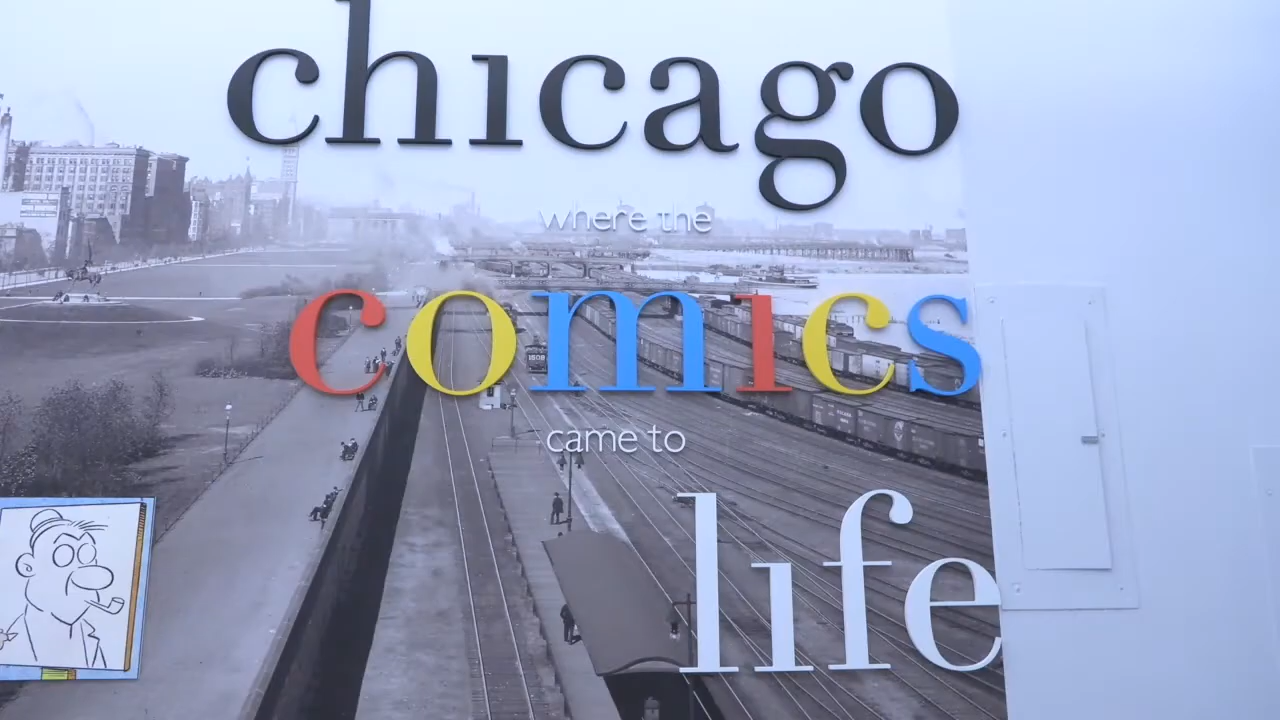 chicago
where the
comics
came to
life